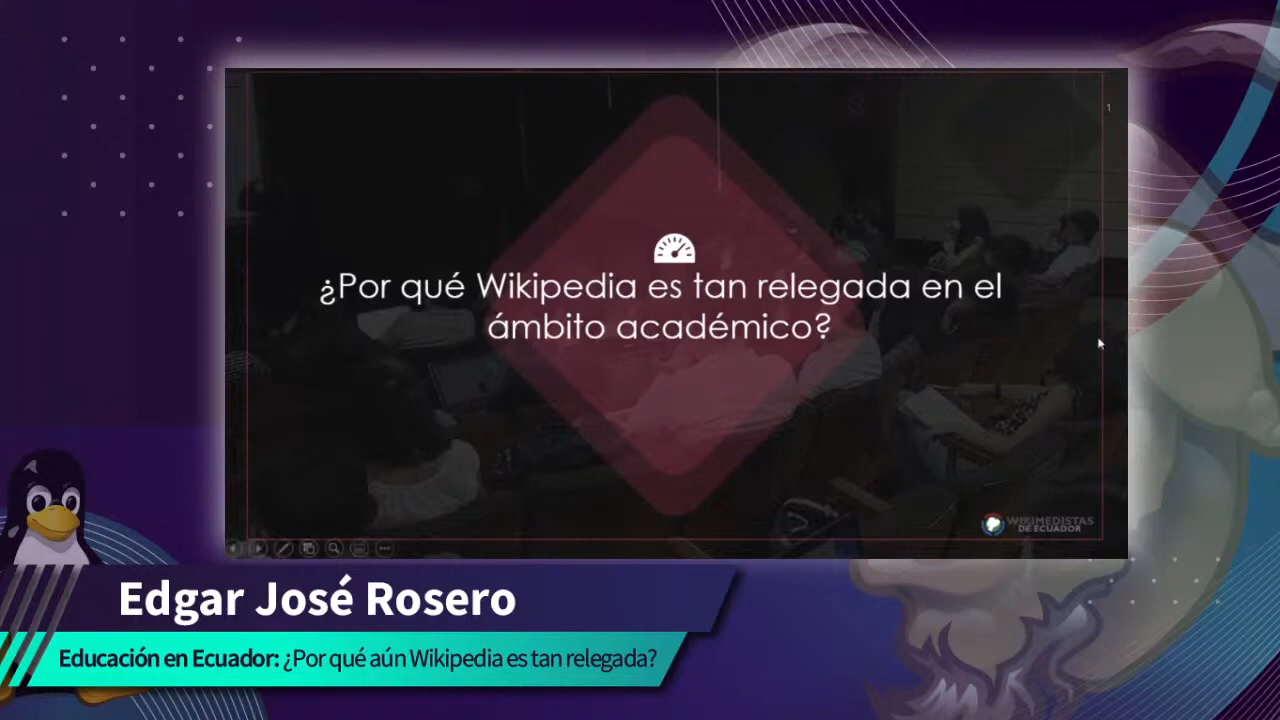 1
¿Por qué Wikipedia es tan relegada en el
ámbito académico?
WIKIMEDISTAS
DE ECUADOR
Edgar José Rosero
Educación en Ecuador: ¿Por qué aún Wikipedia es tan relegada?